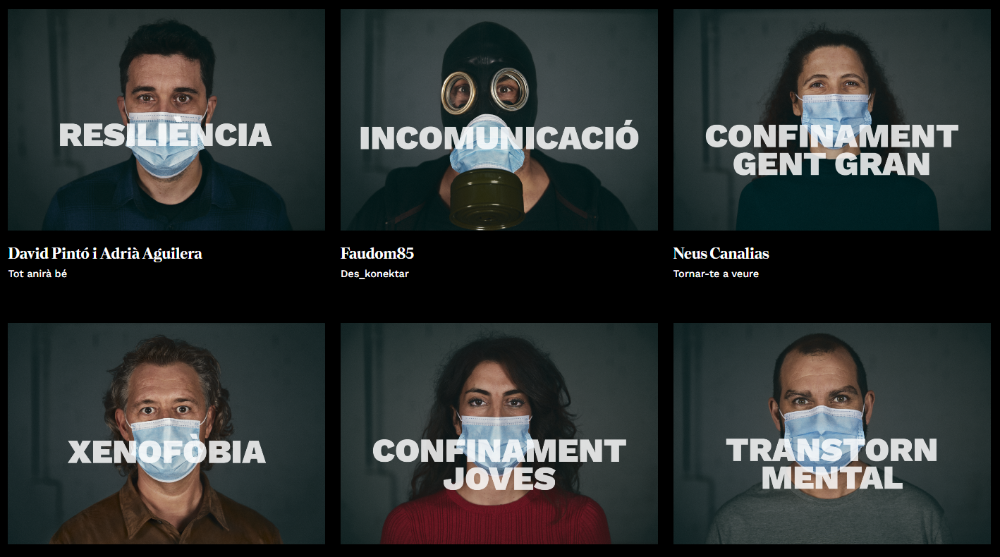 RESILIÈNCIA
INCOMUNICACIÓ
CONFINAMENT
GENT GRAN
David Pintó i Adrià Aguilera
Tot anirà bé
Faudom85
Des_konektar
Neus Canalias
Tornar-te a veure
XENOFÒBIA
CONFINAMENT
JOVES
TRANSTORN
MENTAL